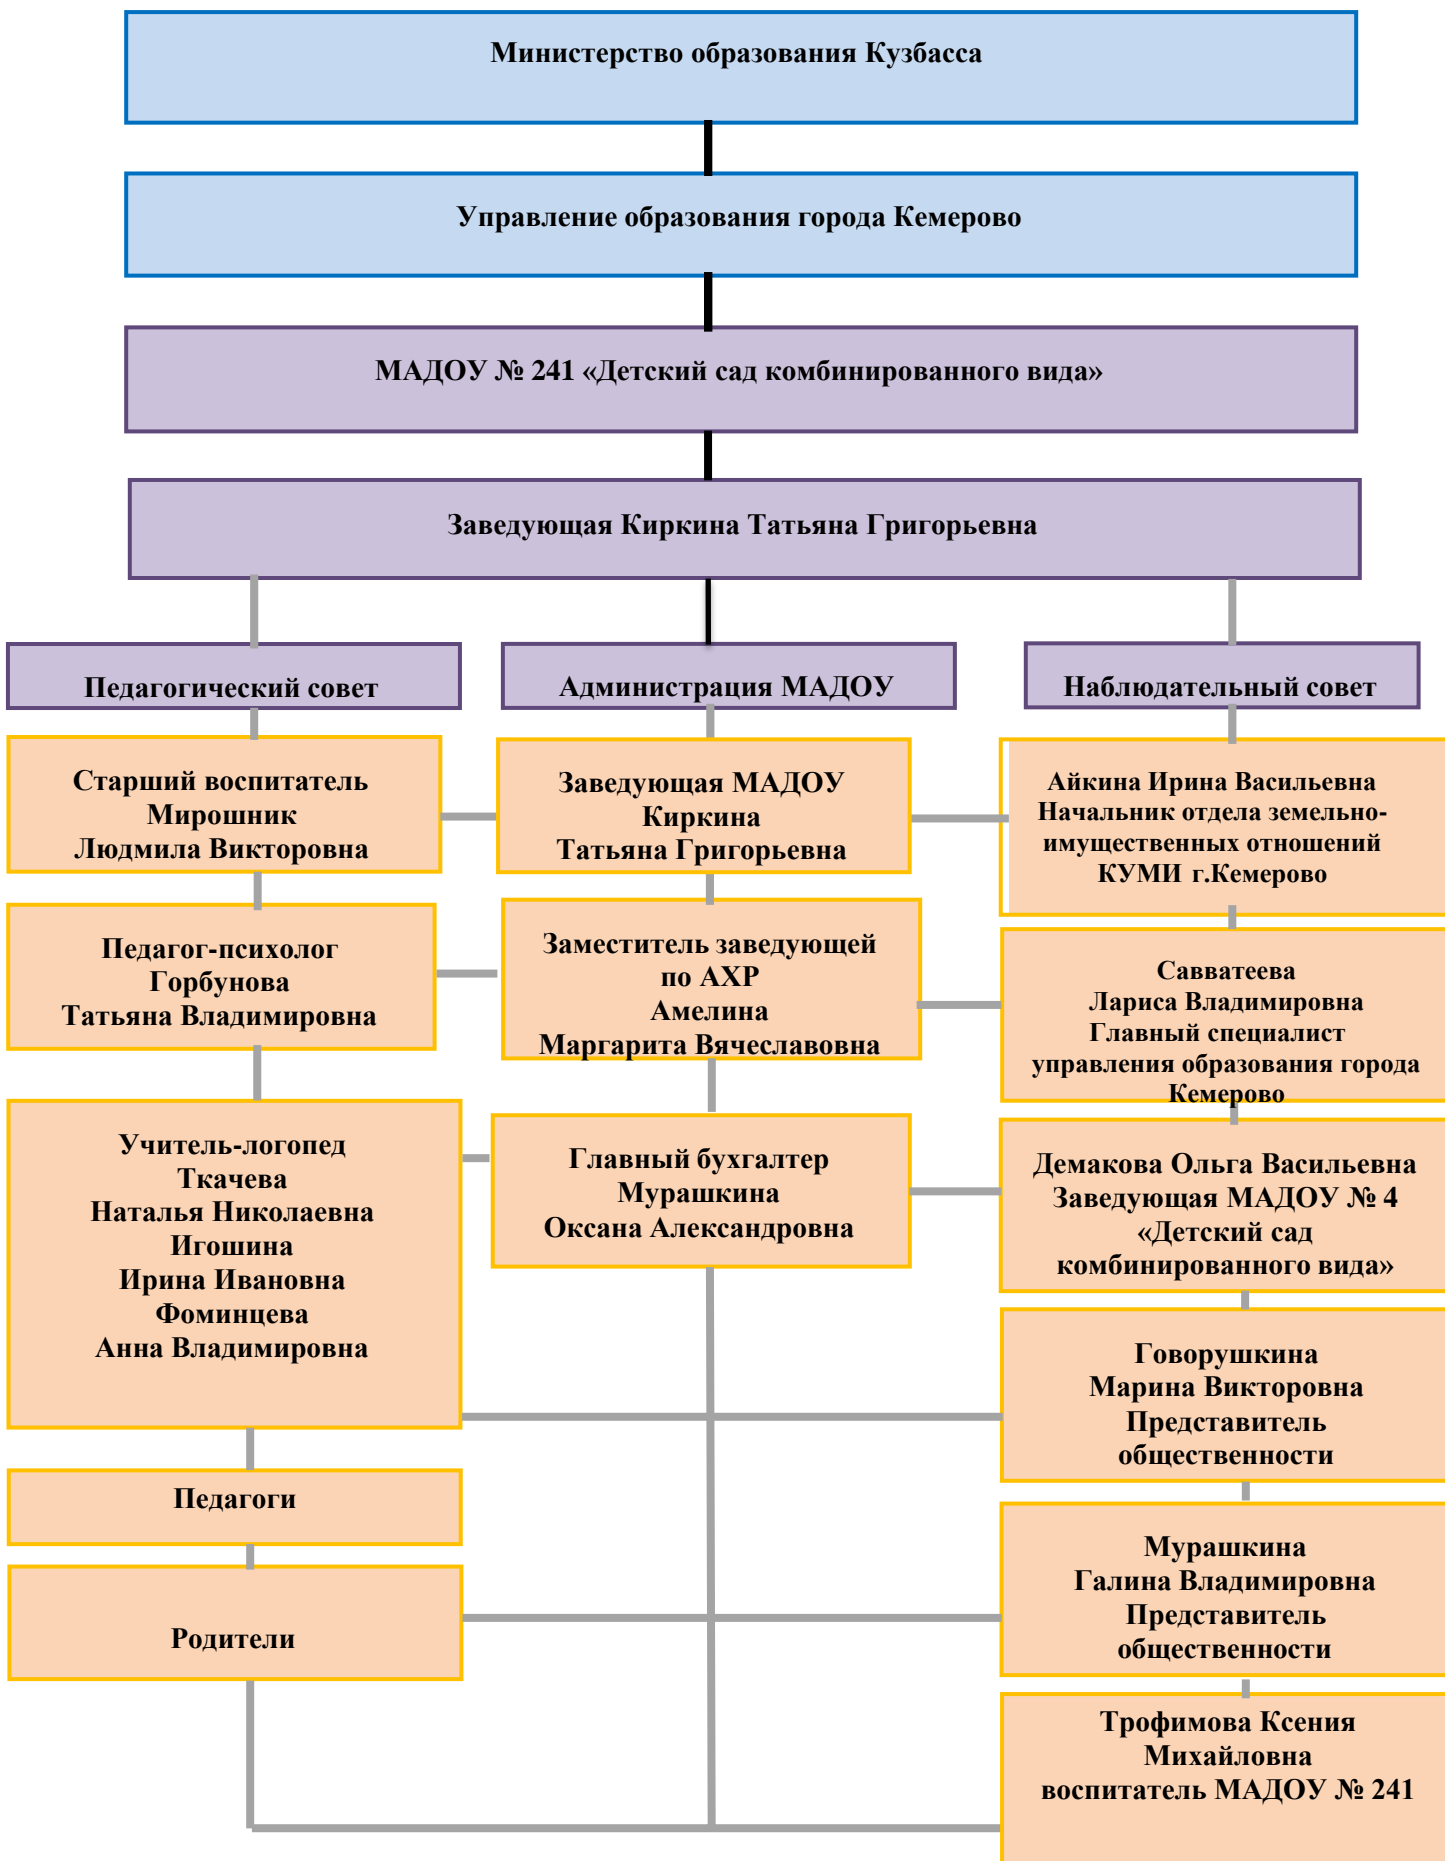 Министерство образования Кузбасса
Управление образования города Кемерово
МАДОУ № 241 «Детский сад комбинированного вида»
Заведующая Киркина Татьяна Григорьевна
Педагогический совет
Администрация МАДОУ
Наблюдательный совет
Старший воспитатель
Мирошник
Людмила Викторовна
Заведующая МАДОУ
Киркина
Татьяна Григорьевна
Айкина Ирина Васильевна
Начальник отдела земельно-
имущественных отношений
КУМИ г.Кемерово
Педагог-психолог
Горбунова
Татьяна Владимировна
Заместитель заведующей
по АХР
Амелина
Маргарита Вячеславовна
Савватеева
Лариса Владимировна
Главный специалист
управления образования города
Кемерово
Учитель-логопед
Ткачева
Наталья Николаевна
Игошина
Ирина Ивановна
Фоминцева
Анна Владимировна
Главный бухгалтер
Мурашкина
Оксана Александровна
Демакова Ольга Васильевна
Заведующая МАДОУ № 4
«Детский сад
комбинированного вида»
Говорушкина
Марина Викторовна
Представитель
общественности
Педагоги
Мурашкина
Галина Владимировна
Представитель
общественности
Родители
Трофимова Ксения
Михайловна
воспитатель МАДОУ № 241